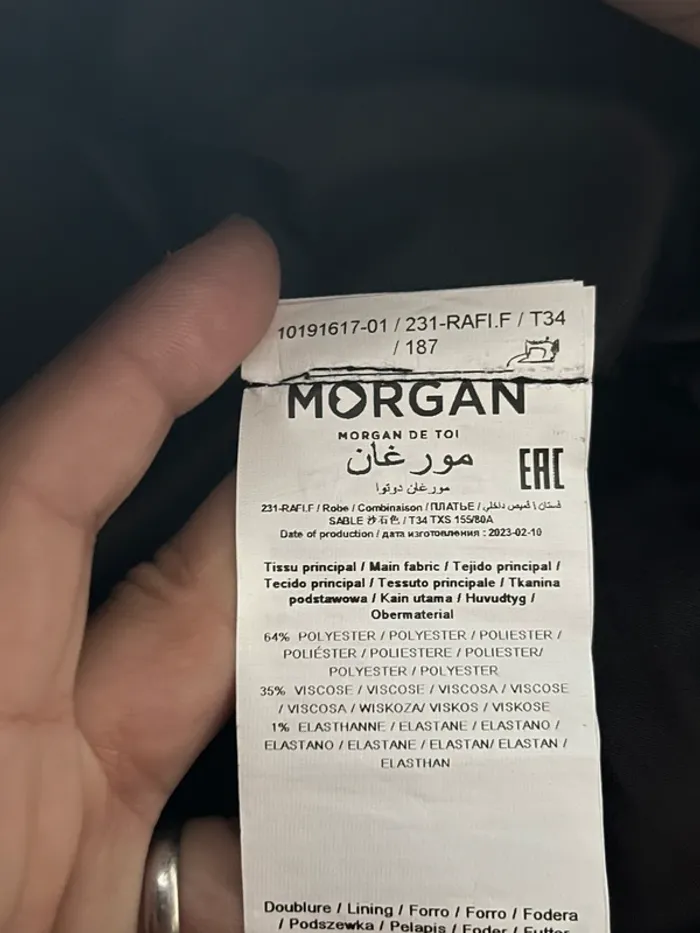 10191617-01 / 231-RAFI.F / T34
/ 187
MORGAN
MORGAN DE TOI
مورغان
مورغان دوتوا
EAC
231-RAFI.F / Robe / Combinaison / ПЛАТЬЕ / فستان | قميص داخلي
SABLE 沙石色 / T34 TXS 155/80A
Date of production / дата изготовления : 2023-02-10
Tissu principal / Main fabric / Tejido principal /
Tecido principal / Tessuto principale / Tkanina
podstawowa / Kain utama / Huvudtyg /
Obermaterial
64% POLYESTER / POLYESTER / POLIESTER /
POLIÉSTER / POLIESTERE / POLIESTER/
POLYESTER / POLYESTER
35% VISCOSE / VISCOSE / VISCOSA / VISCOSE
/ VISCOSA / WISKOZA/ VISKOS / VISKOSE
1% ELASTHANNE / ELASTANE / ELASTANO /
ELASTANO / ELASTANE / ELASTAN/ ELASTAN /
ELASTHAN
Doublure / Lining / Forro / Forro / Fodera
/ Podszewka / Pelapis / Foder / Futter